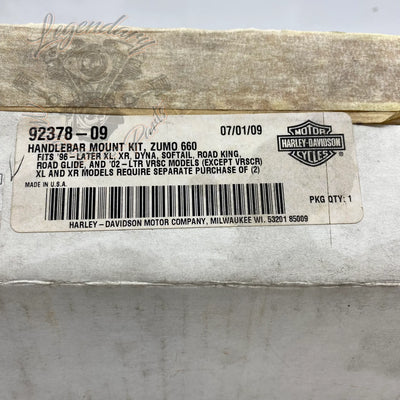 Legendary
Rides
92378-09
07/01/09
HANDLEBAR MOUNT KIT, ZUMO 660
FITS '96-LATER XL, XR, DYNA, SOFTAIL, ROAD KING,
ROAD GLIDE, AND '02-LTR VRSC MODELS (EXCEPT VRSCR)
XL AND XR MODELS REQUIRE SEPARATE PURCHASE OF (2)
MADE IN U.S.A.
MOTOR
HARLEY-DAVIDSON
CYCLES
PKG QTY: 1
HARLEY-DAVIDSON MOTOR COMPANY, MILWAUKEE WI. 53201 85009